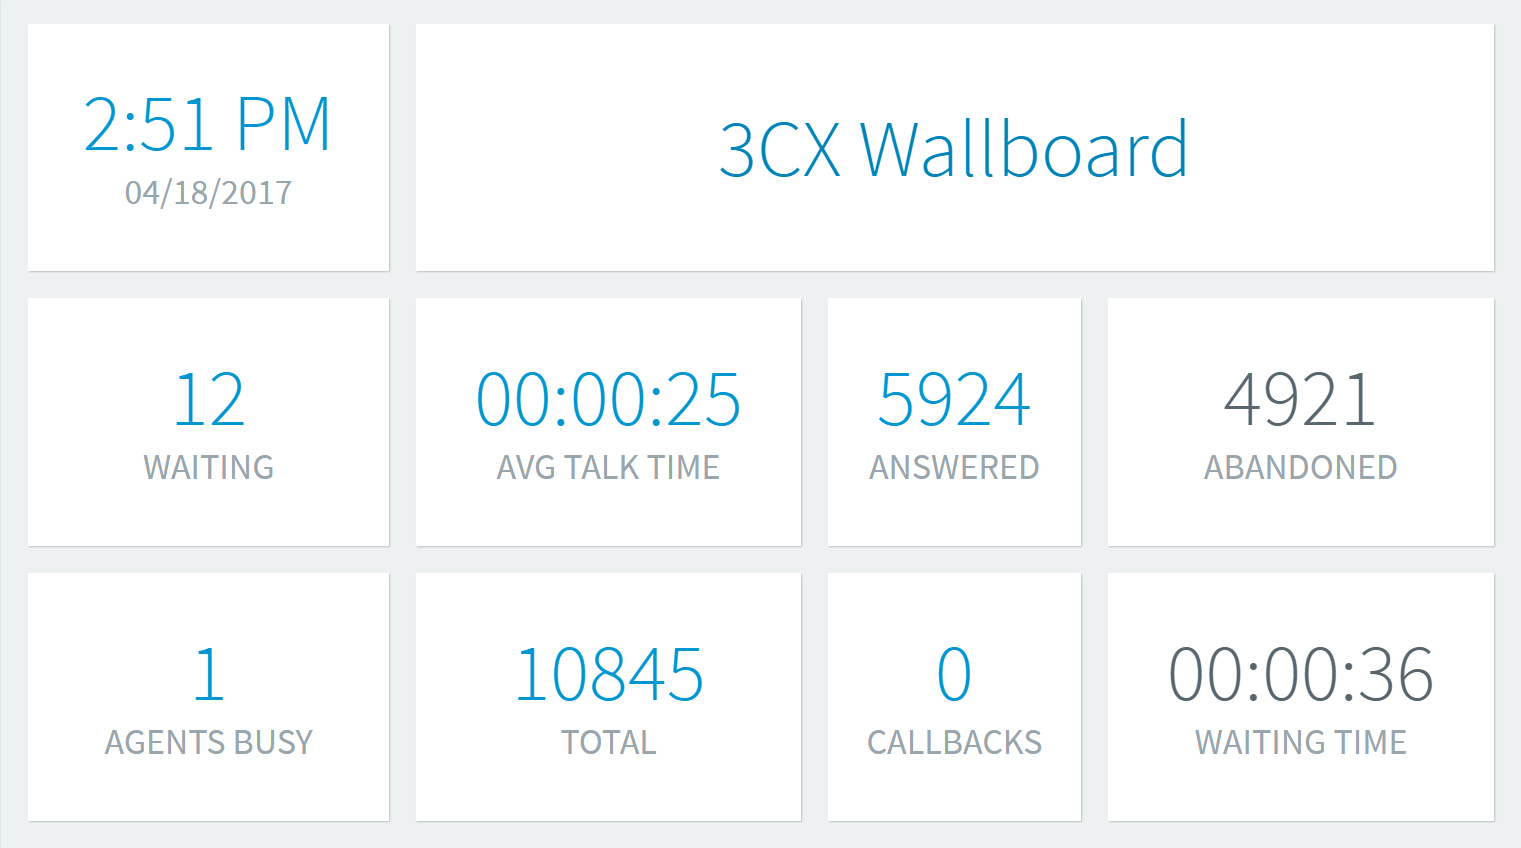 2:51 PM
04/18/2017
3CX Wallboard
12
WAITING
00:00:25
AVG TALK TIME
5924
ANSWERED
4921
ABANDONED
1
AGENTS BUSY
10845
TOTAL
0
CALLBACKS
00:00:36
WAITING TIME